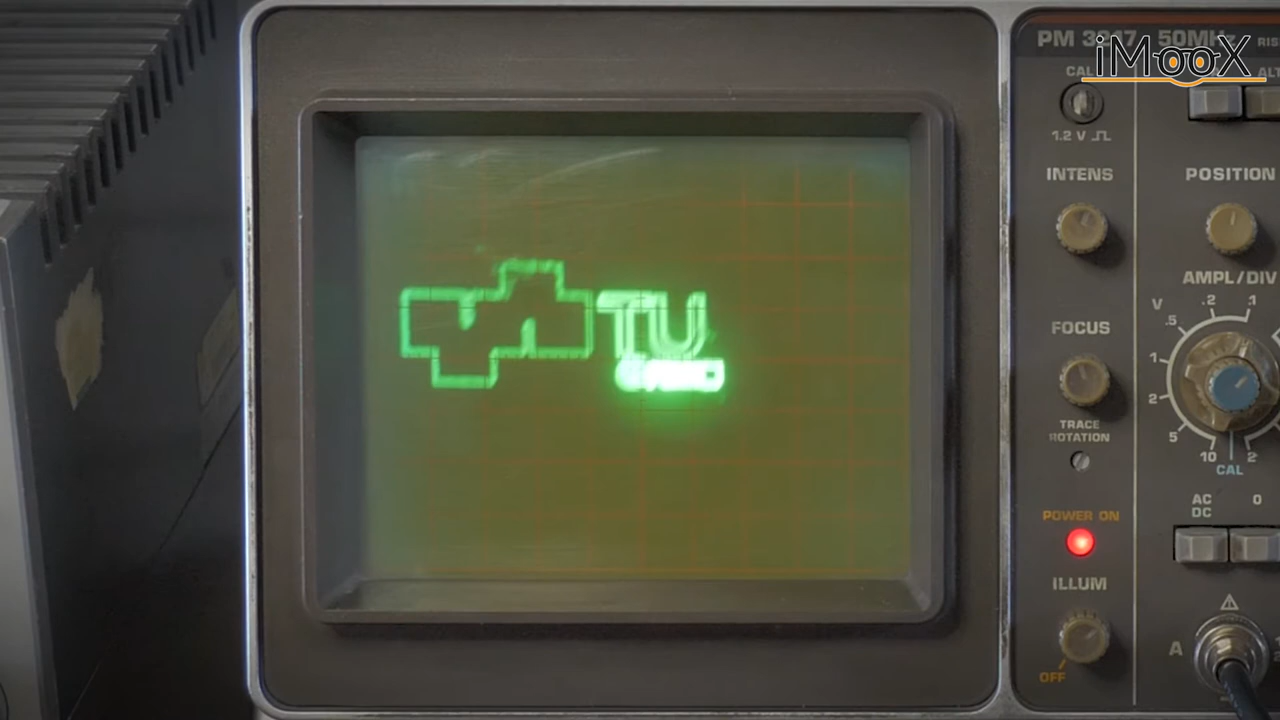 iMooX
PM 3217 50MHz
CAL
ALT
1.2 V
INTENS
POSITION
AMPL/DIV
V
.5 .2 .1
1
2
5
10
2
CAL
FOCUS
TRACE
ROTATION
TU
POWER ON
AC
DC
0
ILLUM
OFF
A